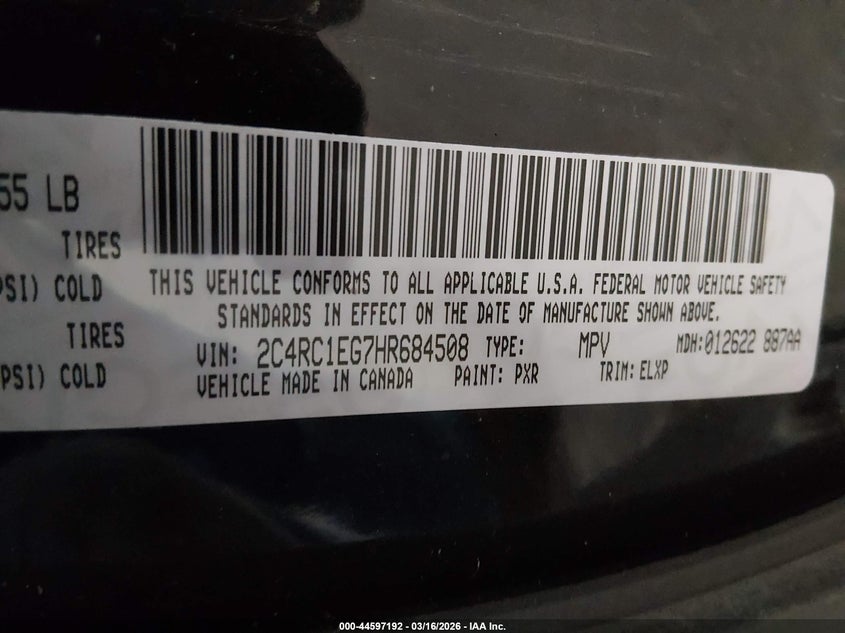 55 LB
TIRES
PSI) COLD
TIRES
PSI) COLD
THIS VEHICLE CONFORMS TO ALL APPLICABLE U.S.A. FEDERAL MOTOR VEHICLE SAFETY
STANDARDS IN EFFECT ON THE DATE OF MANUFACTURE SHOWN ABOVE.
VIN: 2C4RC1EG7HR684508 TYPE: MPV MDH:012622 887AA
VEHICLE MADE IN CANADA PAINT: PXR TRIM: ELXP
000-44597192 - 03/16/2026 - IAA Inc.